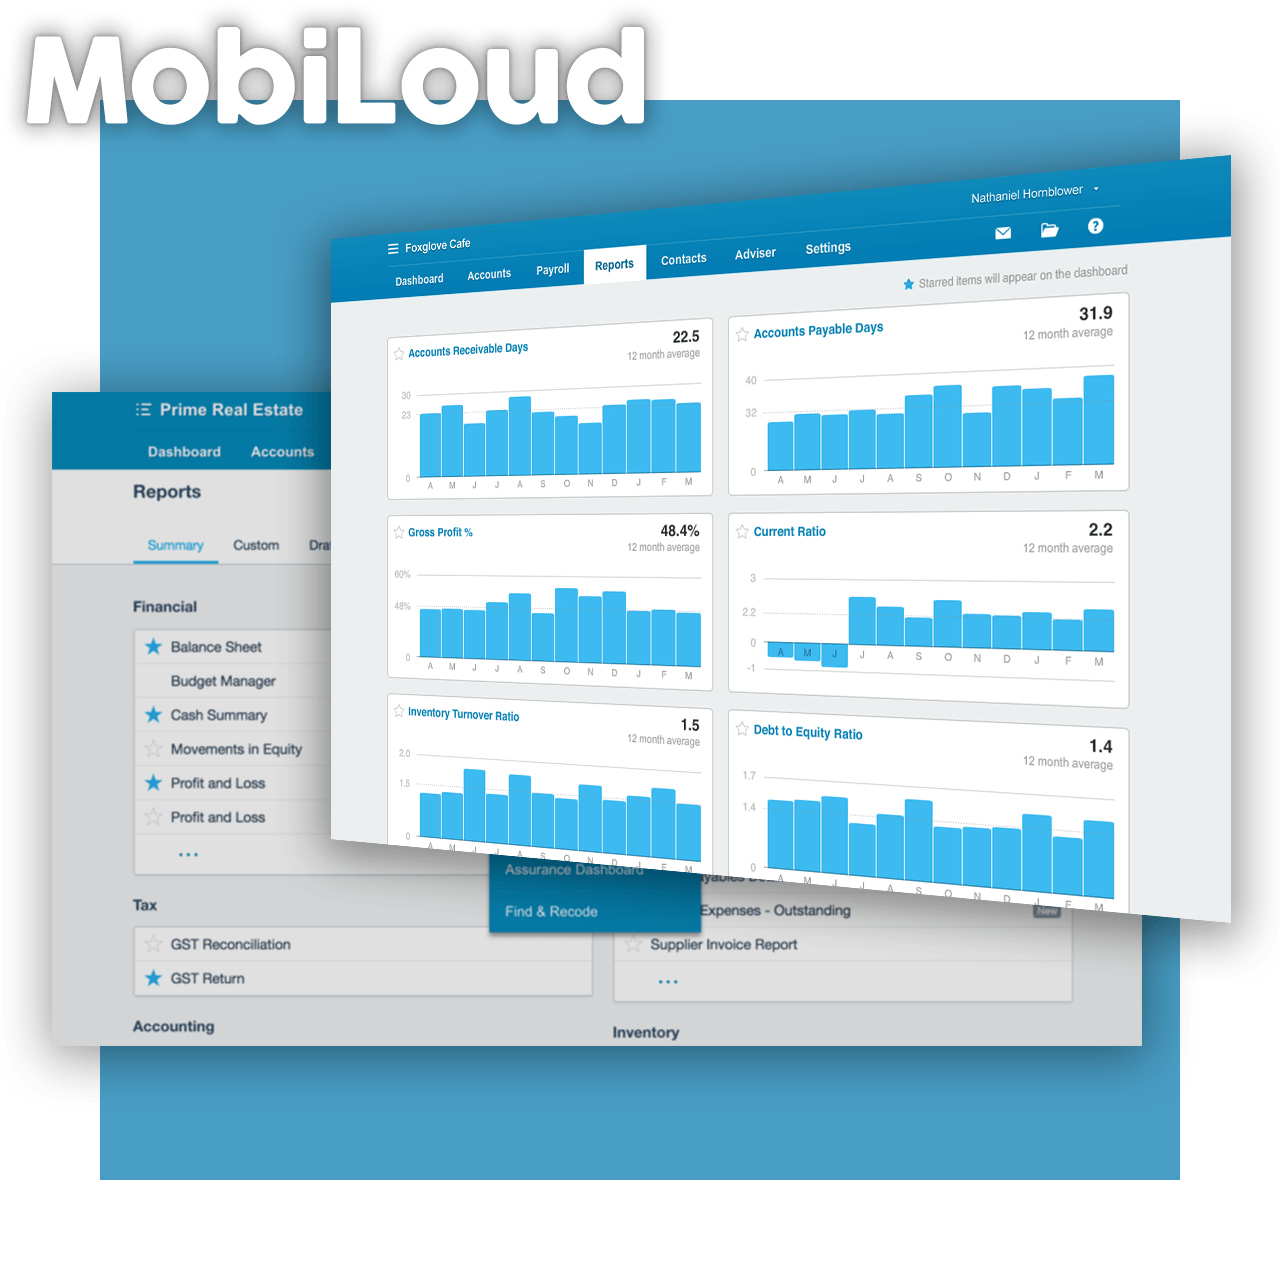 MobiLoud
Nathaniel Hornblower
Foxglove Cafe
Dashboard Accounts Payroll Reports Contacts Adviser Settings
?
Starred items will appear on the dashboard
Accounts Receivable Days
22.5
12 month average
30
23
0
A M J J A S O N D J F M
Accounts Payable Days
31.9
12 month average
40
32
0
A M J J A S O N D J F M
Gross Profit %
48.4%
12 month average
60%
48%
0
A M J J A S O N D J F M
Current Ratio
2.2
12 month average
3
2.2
0
-1
A M J J A S O N D J F M
Inventory Turnover Ratio
1.5
12 month average
2.0
1.5
0
A M J J A S O N D J F M
Debt to Equity Ratio
1.4
12 month average
1.7
1.4
0
A M J J A S O N D J F M
Prime Real Estate
Dashboard Accounts
Reports
Summary Custom
Financial
Balance Sheet
Budget Manager
Cash Summary
Movements in Equity
Profit and Loss
Profit and Loss
...
Tax
GST Reconciliation
GST Return
Accounting
Assurance Dashboard
Find & Recode
Expenses - Outstanding
New
Supplier Invoice Report
...
Inventory